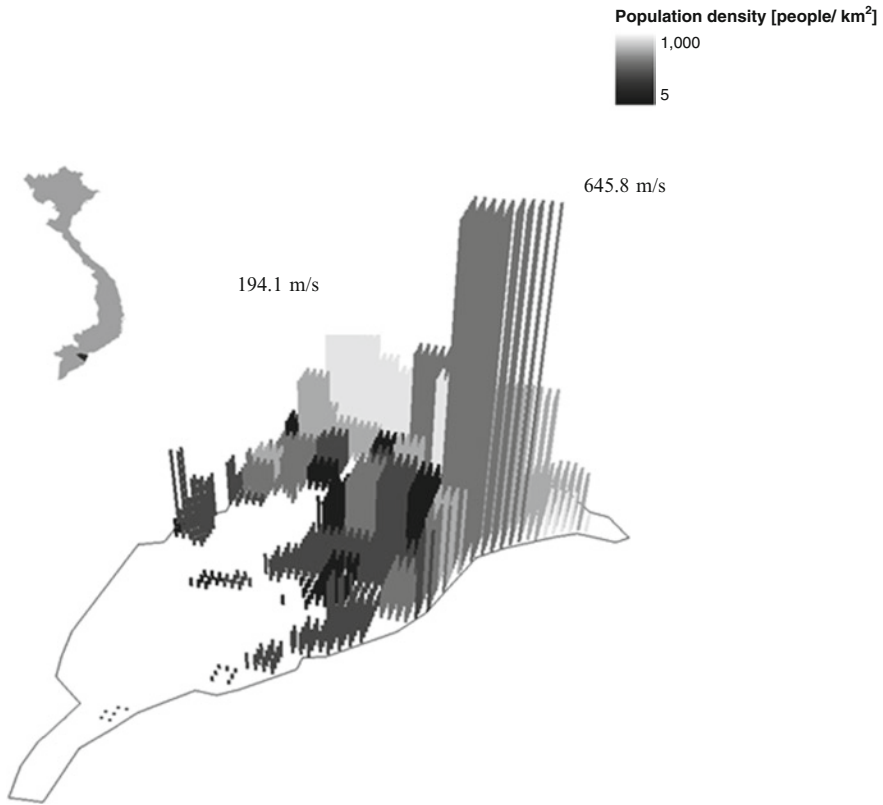 Population density [people/ km²]
1,000
5
645.8 m/s
194.1 m/s